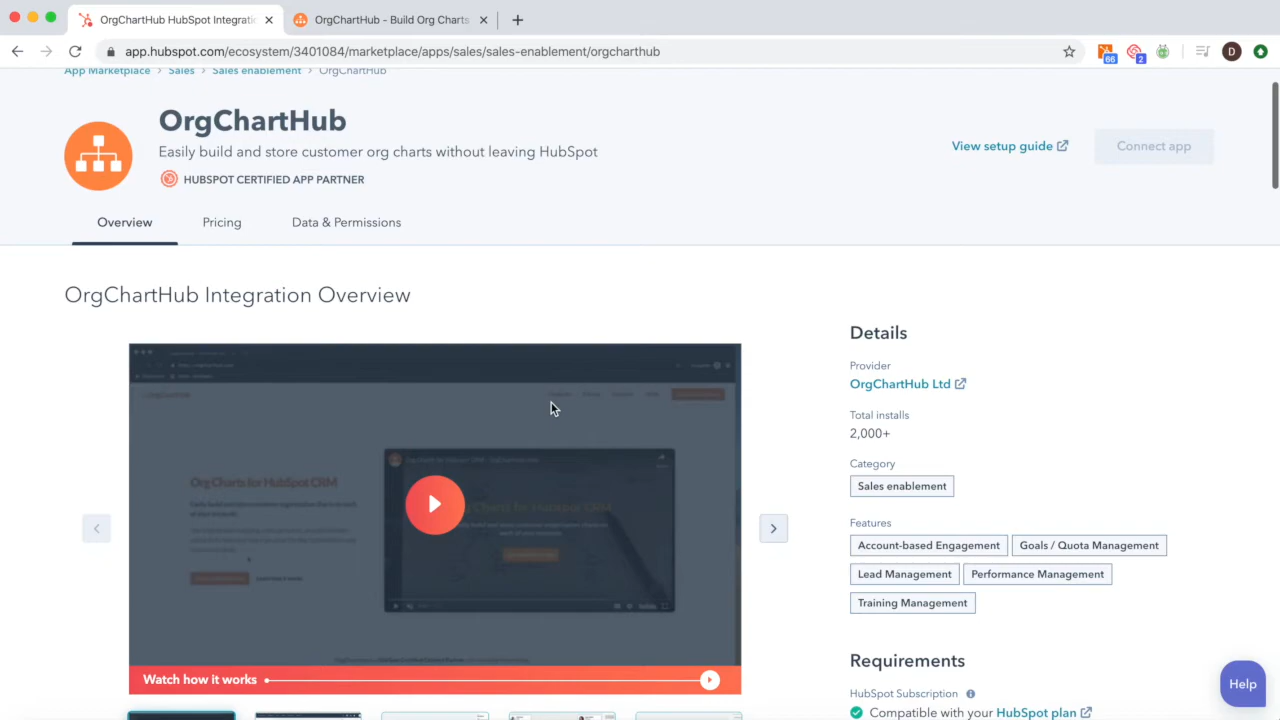 OrgChartHub HubSpot Integratio
OrgChartHub - Build Org Charts
app.hubspot.com/ecosystem/3401084/marketplace/apps/sales/sales-enablement/orgcharthub
66
2
D
App Marketplace > Sales > Sales enablement > OrgChartHub
OrgChartHub
Easily build and store customer org charts without leaving HubSpot
HUBSPOT CERTIFIED APP PARTNER
View setup guide
Connect app
Overview
Pricing
Data & Permissions
OrgChartHub Integration Overview
Org Charts for HubSpot CRM
Watch how it works
Details
Provider
OrgChartHub Ltd
Total installs
2,000+
Category
Sales enablement
Features
Account-based Engagement
Goals / Quota Management
Lead Management
Performance Management
Training Management
Requirements
HubSpot Subscription
Compatible with your HubSpot plan
Help